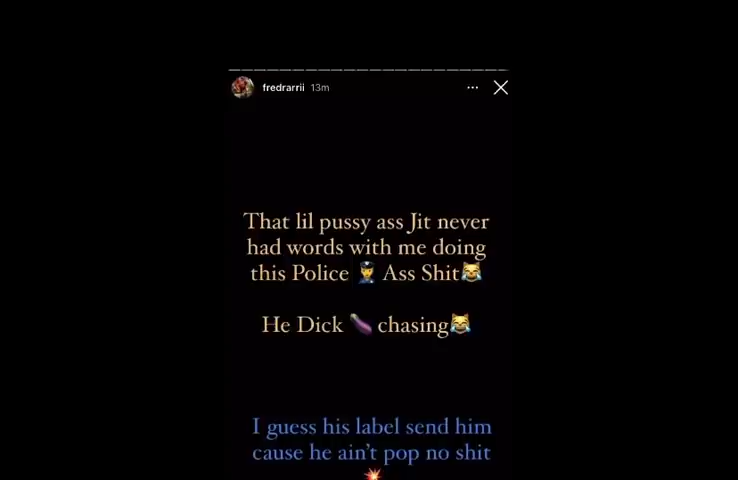 fredrarrii 13m
That lil pussy ass Jit never
had words with me doing
this Police 👮 Ass Shit😹
He Dick 🍆 chasing😹
I guess his label send him
cause he ain't pop no shit
💥